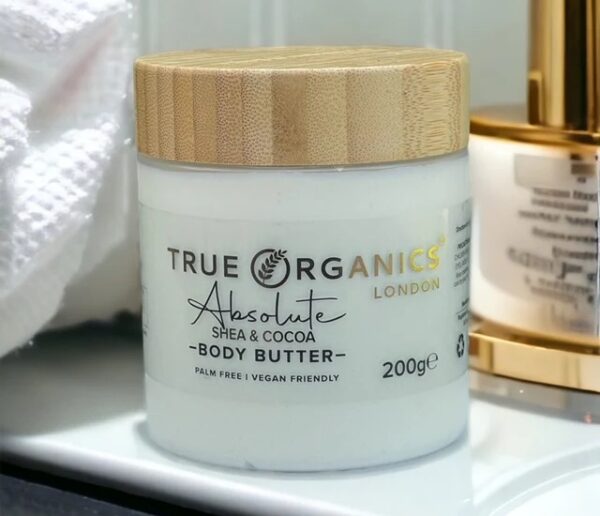 TRUE ORGANICS
LONDON
Absolute
SHEA & COCOA
-BODY BUTTER-
PALM FREE | VEGAN FRIENDLY
200g℮